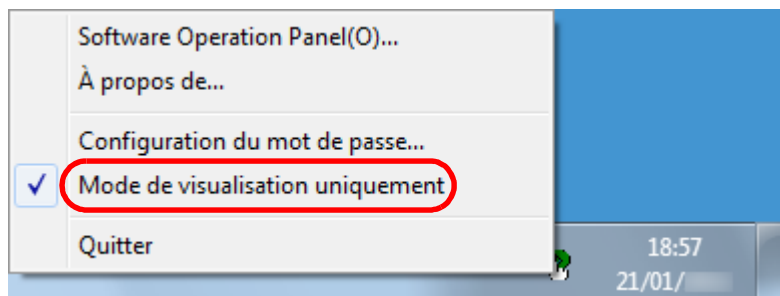 Software Operation Panel(O)...
À propos de...
Configuration du mot de passe...
Mode de visualisation uniquement
Quitter
18:57
21/01/